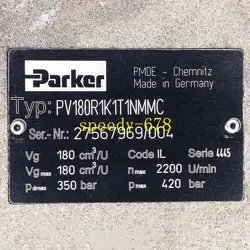 Parker
PMDE - Chemnitz
Made in Germany
Typ: PV180R1K1T1NMMC
speedy-678
Ser.-Nr.: 27567969/004
Vg 180 cm³/U Code IL Serie 4445
Vg max 180 cm³/U n max 2200 U/min
p dmax 350 bar p max 420 bar